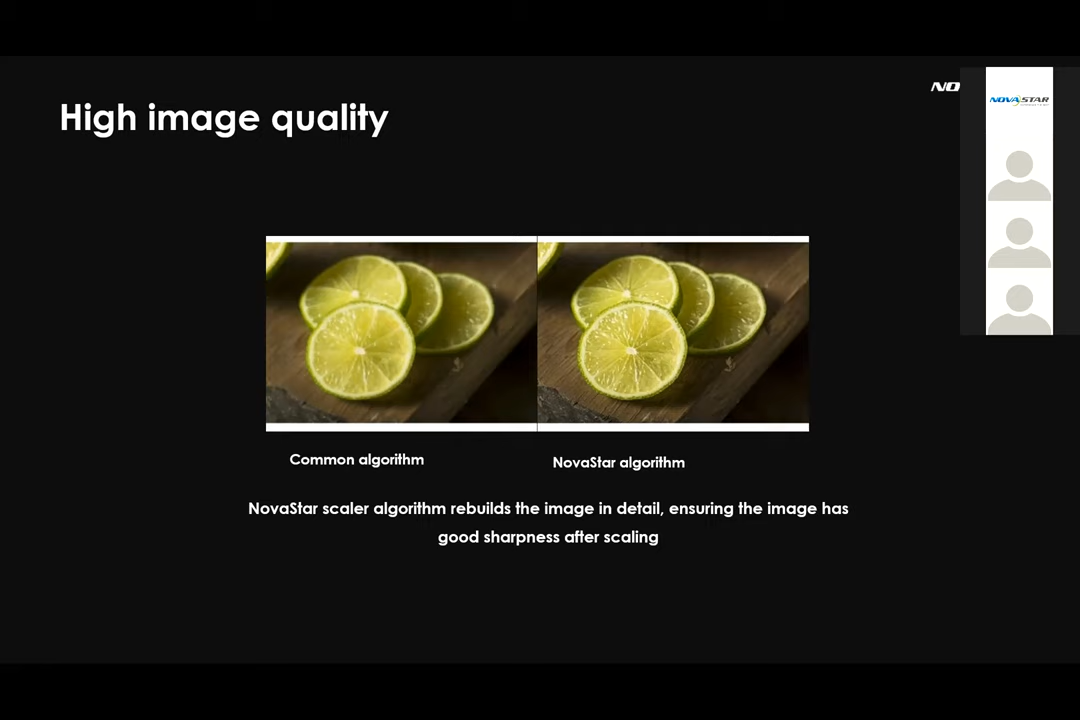 High image quality
NO
NOVASTAR
Common algorithm
NovaStar algorithm
NovaStar scaler algorithm rebuilds the image in detail, ensuring the image has
good sharpness after scaling